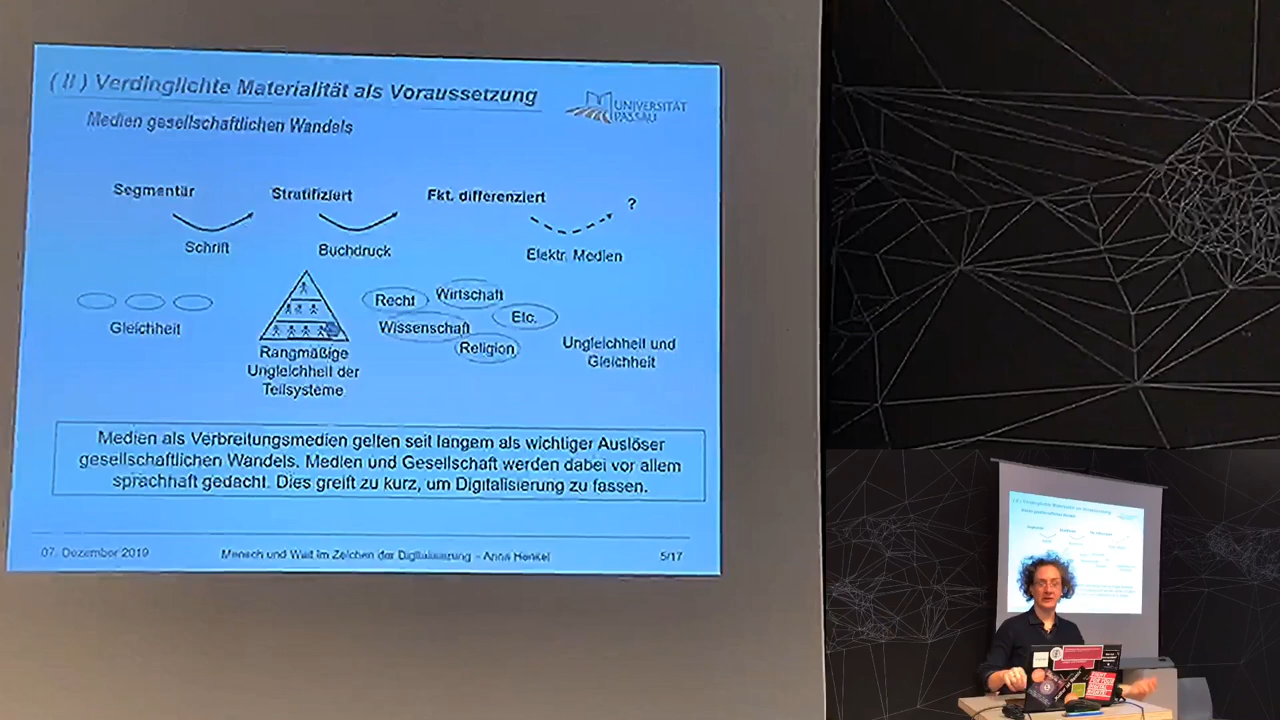 ( II ) Verdinglichte Materialität als Voraussetzung
UNIVERSITÄT
PASSAU
Medien gesellschaftlichen Wandels
Segmentär
Stratifiziert
Fkt. differenziert
?
Schrift
Buchdruck
Elektr. Medien
Recht
Wirtschaft
Etc.
Wissenschaft
Religion
Gleichheit
Rangmäßige
Ungleichheit der
Teilsysteme
Ungleichheit und
Gleichheit
Medien als Verbreitungsmedien gelten seit langem als wichtiger Auslöser
gesellschaftlichen Wandels. Medien und Gesellschaft werden dabei vor allem
sprachhaft gedacht. Dies greift zu kurz, um Digitalisierung zu fassen.
07. Dezember 2019
Mensch und Welt im Zeichen der Digitalisierung – Anna Henkel
5/17